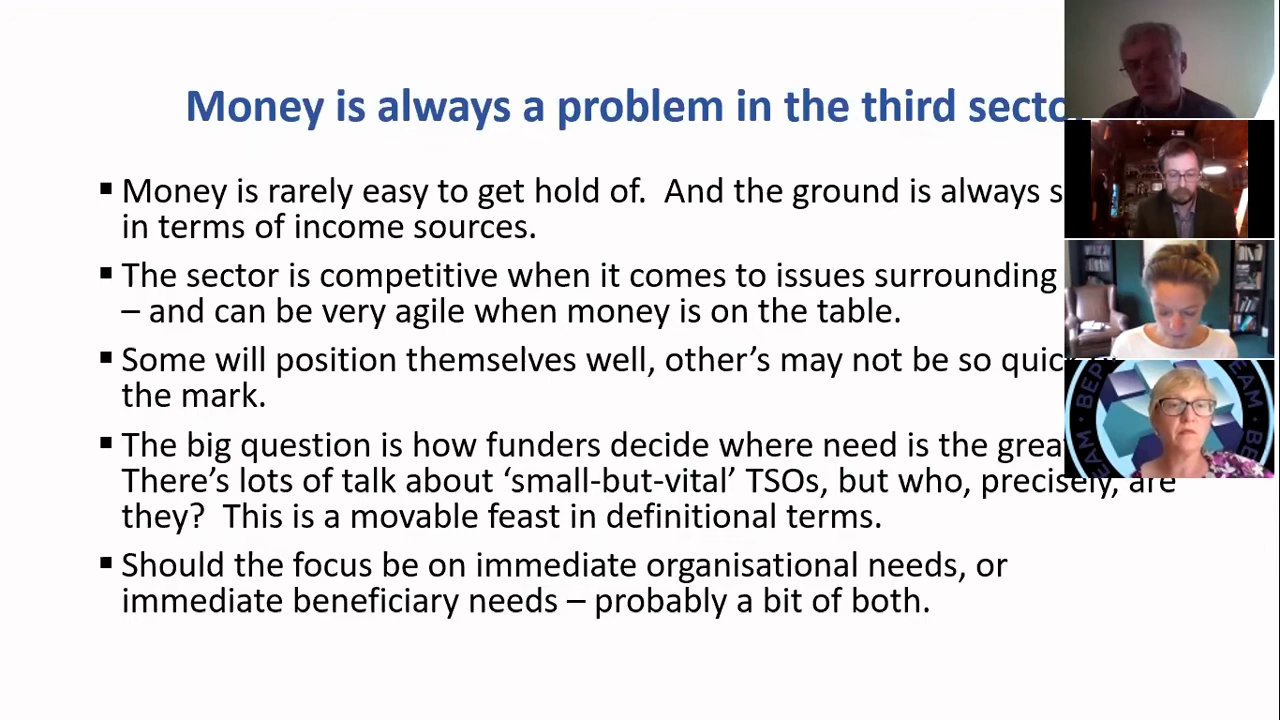 Money is always a problem in the third secto
▪ Money is rarely easy to get hold of. And the ground is always s
in terms of income sources.
▪ The sector is competitive when it comes to issues surrounding
– and can be very agile when money is on the table.
▪ Some will position themselves well, other’s may not be so quic
the mark.
▪ The big question is how funders decide where need is the grea
There’s lots of talk about ‘small-but-vital’ TSOs, but who, precisely, are
they? This is a movable feast in definitional terms.
▪ Should the focus be on immediate organisational needs, or
immediate beneficiary needs – probably a bit of both.